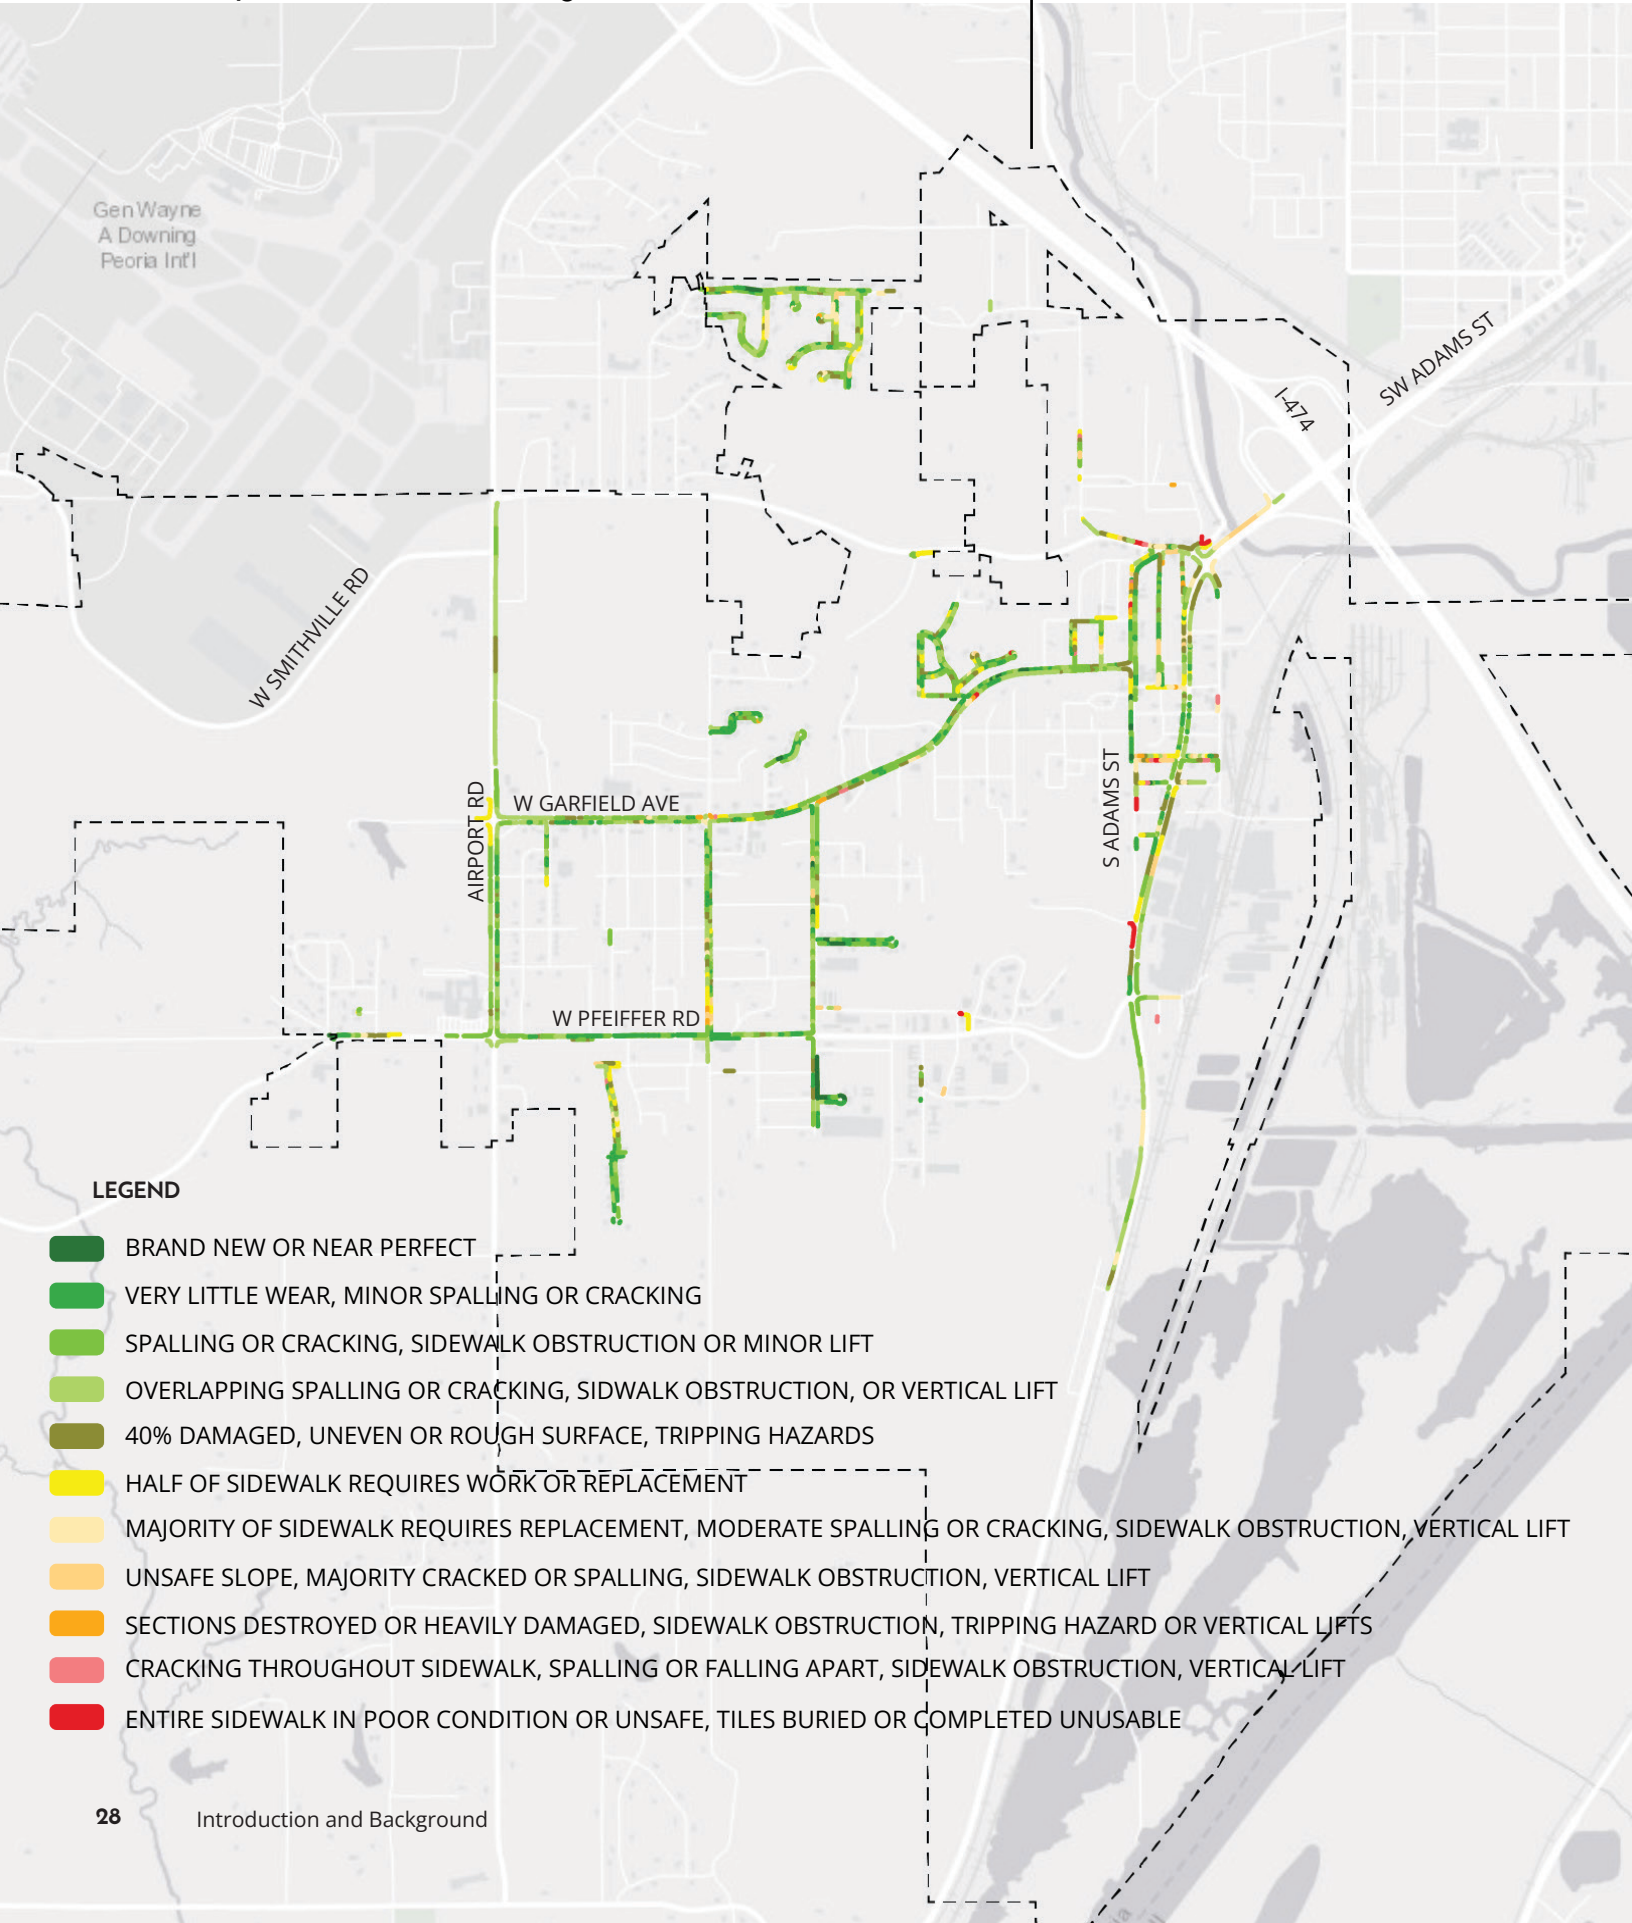 Gen Wayne
A Downing
Peoria Int'l
SW ADAMS ST
I-474
W SMITHVILLE RD
AIRPORT RD
W GARFIELD AVE
S ADAMS ST
W PFEIFFER RD
LEGEND
BRAND NEW OR NEAR PERFECT
VERY LITTLE WEAR, MINOR SPALLING OR CRACKING
SPALLING OR CRACKING, SIDEWALK OBSTRUCTION OR MINOR LIFT
OVERLAPPING SPALLING OR CRACKING, SIDWALK OBSTRUCTION, OR VERTICAL LIFT
40% DAMAGED, UNEVEN OR ROUGH SURFACE, TRIPPING HAZARDS
HALF OF SIDEWALK REQUIRES WORK OR REPLACEMENT
MAJORITY OF SIDEWALK REQUIRES REPLACEMENT, MODERATE SPALLING OR CRACKING, SIDEWALK OBSTRUCTION, VERTICAL LIFT
UNSAFE SLOPE, MAJORITY CRACKED OR SPALLING, SIDEWALK OBSTRUCTION, VERTICAL LIFT
SECTIONS DESTROYED OR HEAVILY DAMAGED, SIDEWALK OBSTRUCTION, TRIPPING HAZARD OR VERTICAL LIFTS
CRACKING THROUGHOUT SIDEWALK, SPALLING OR FALLING APART, SIDEWALK OBSTRUCTION, VERTICAL LIFT
ENTIRE SIDEWALK IN POOR CONDITION OR UNSAFE, TILES BURIED OR COMPLETED UNUSABLE
28 Introduction and Background